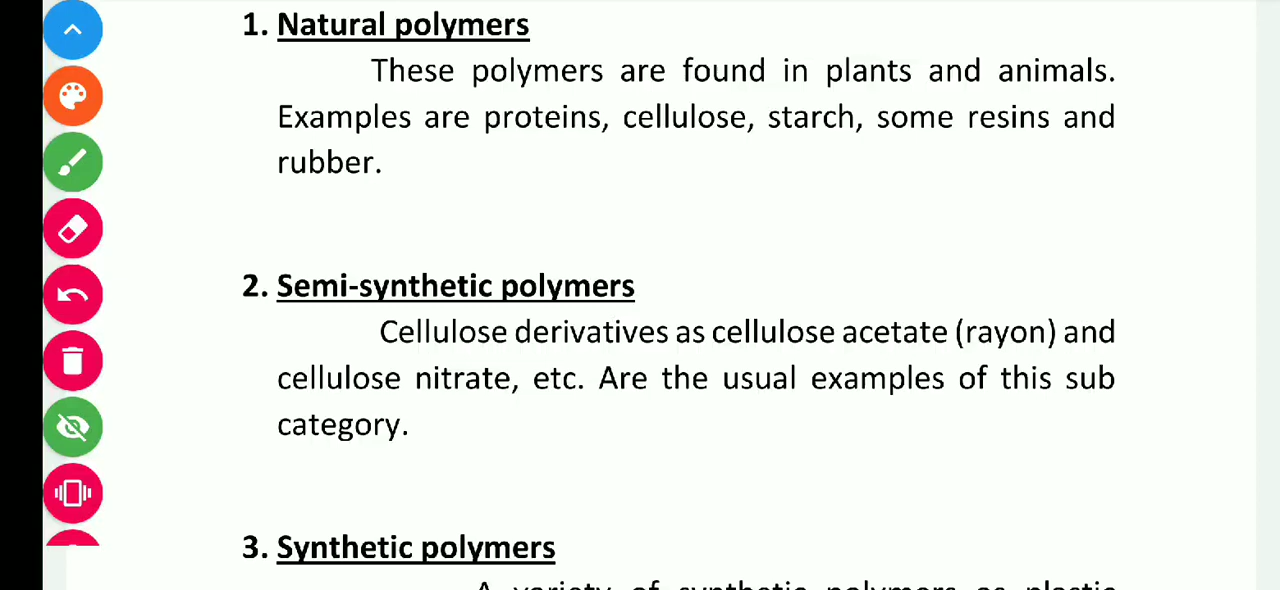 1. Natural polymers
These polymers are found in plants and animals.
Examples are proteins, cellulose, starch, some resins and
rubber.
2. Semi-synthetic polymers
Cellulose derivatives as cellulose acetate (rayon) and
cellulose nitrate, etc. Are the usual examples of this sub
category.
3. Synthetic polymers
A variety of synthetic polymers as plastic